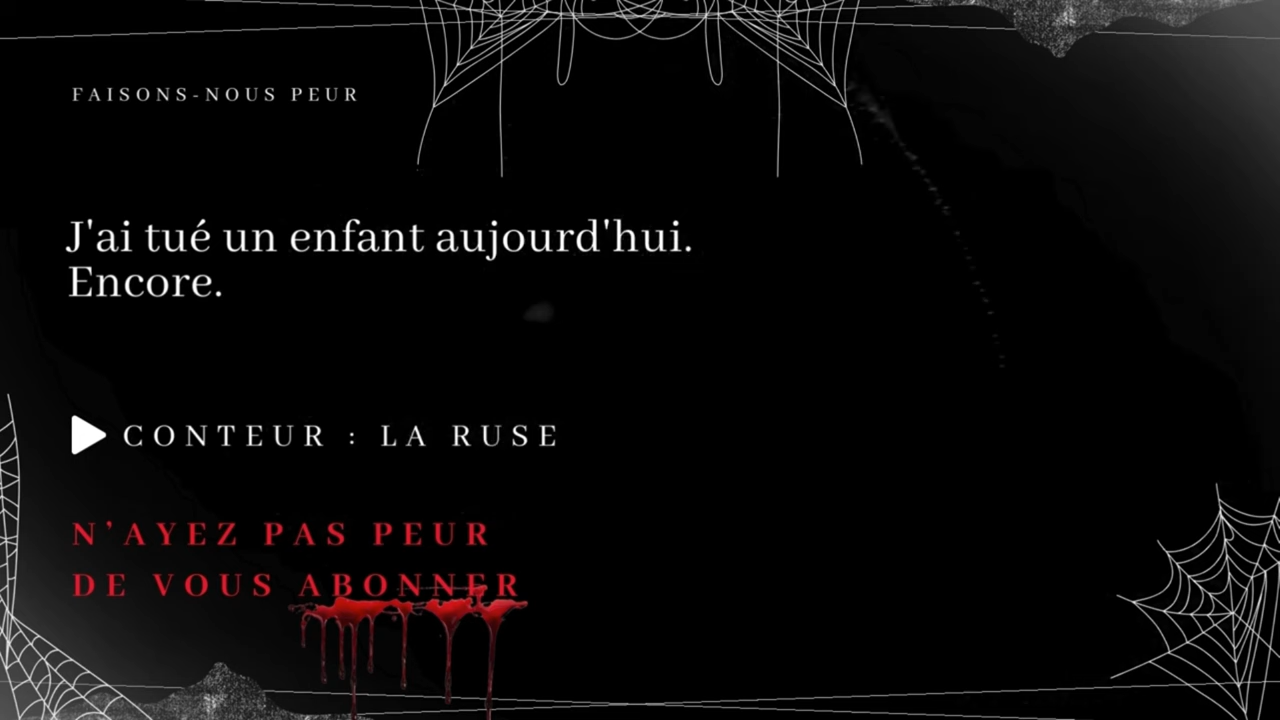 FAISONS-NOUS PEUR
J'ai tué un enfant aujourd'hui.
Encore.
CONTEUR : LA RUSE
N'AYEZ PAS PEUR
DE VOUS ABONNER